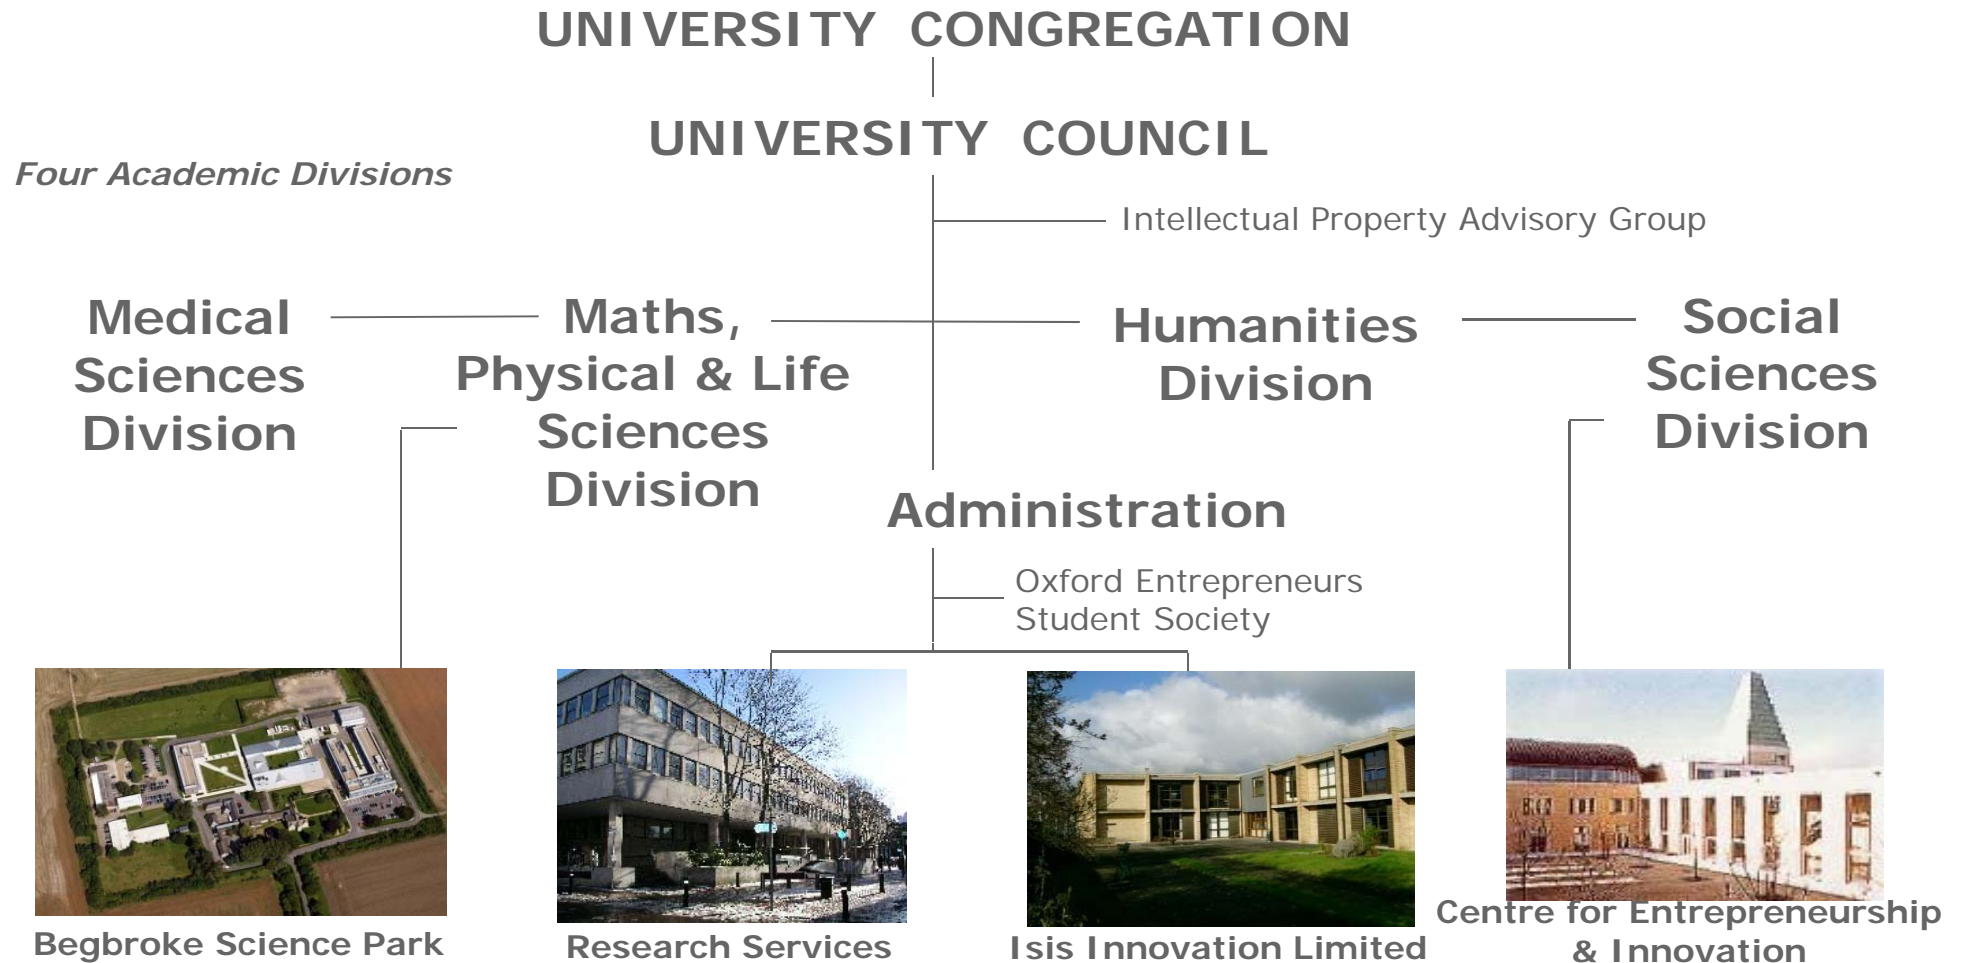 UNIVERSITY CONGREGATION
UNIVERSITY COUNCIL
Four Academic Divisions
Intellectual Property Advisory Group
Medical
Sciences
Division
Maths,
Physical & Life
Sciences
Division
Humanities
Division
Social
Sciences
Division
Administration
Oxford Entrepreneurs
Student Society
Begbroke Science Park
Research Services
Isis Innovation Limited
Centre for Entrepreneurship
& Innovation